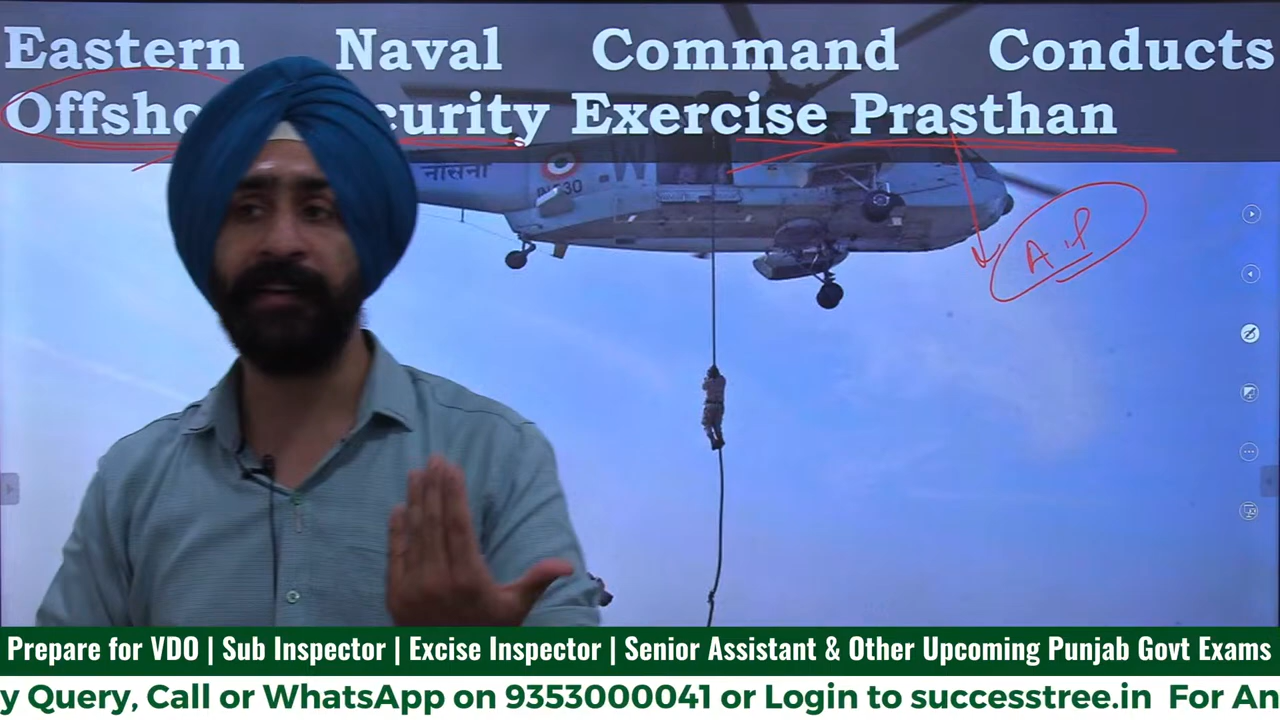 Eastern Naval Command Conducts
Offsho curity Exercise Prasthan
नौसेना
W
A.P
Prepare for VDO | Sub Inspector | Excise Inspector | Senior Assistant & Other Upcoming Punjab Govt Exams
y Query, Call or WhatsApp on 9353000041 or Login to successtree.in For An